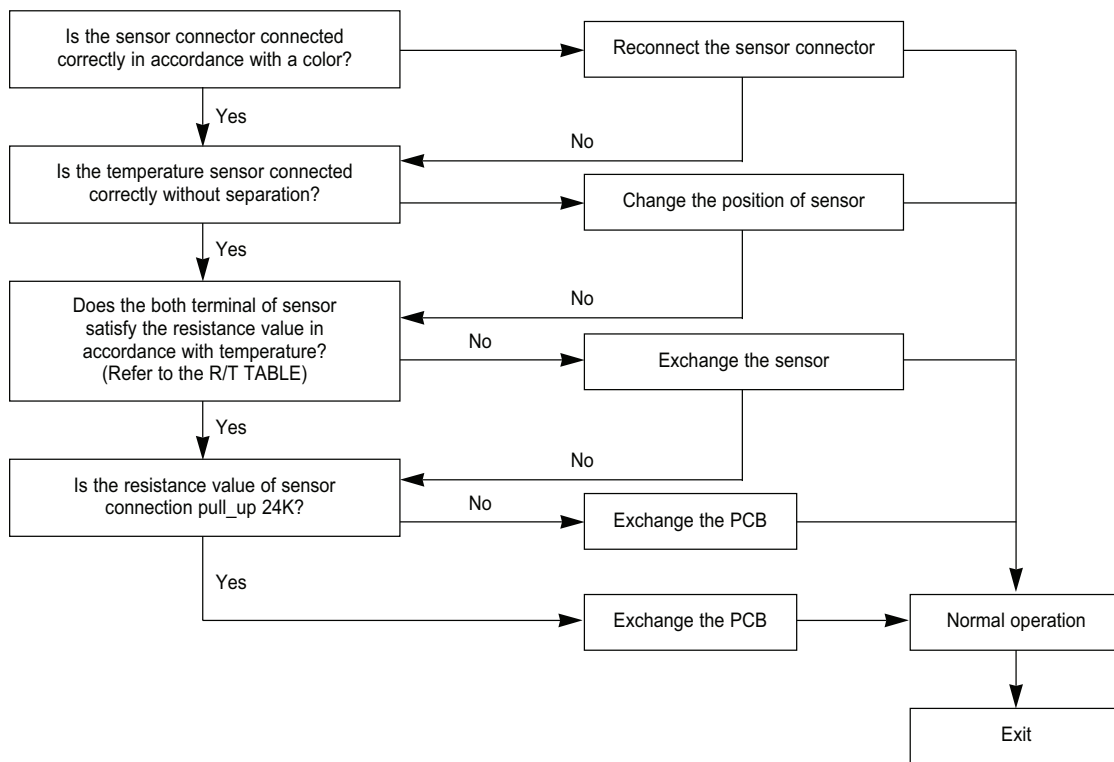 Is the sensor connector connected
correctly in accordance with a color?
Reconnect the sensor connector
Yes
No
Is the temperature sensor connected
correctly without separation?
Change the position of sensor
Yes
No
Does the both terminal of sensor
satisfy the resistance value in
accordance with temperature?
(Refer to the R/T TABLE)
No
Exchange the sensor
Yes
No
Is the resistance value of sensor
connection pull_up 24K?
No
Exchange the PCB
Yes
Exchange the PCB
Normal operation
Exit